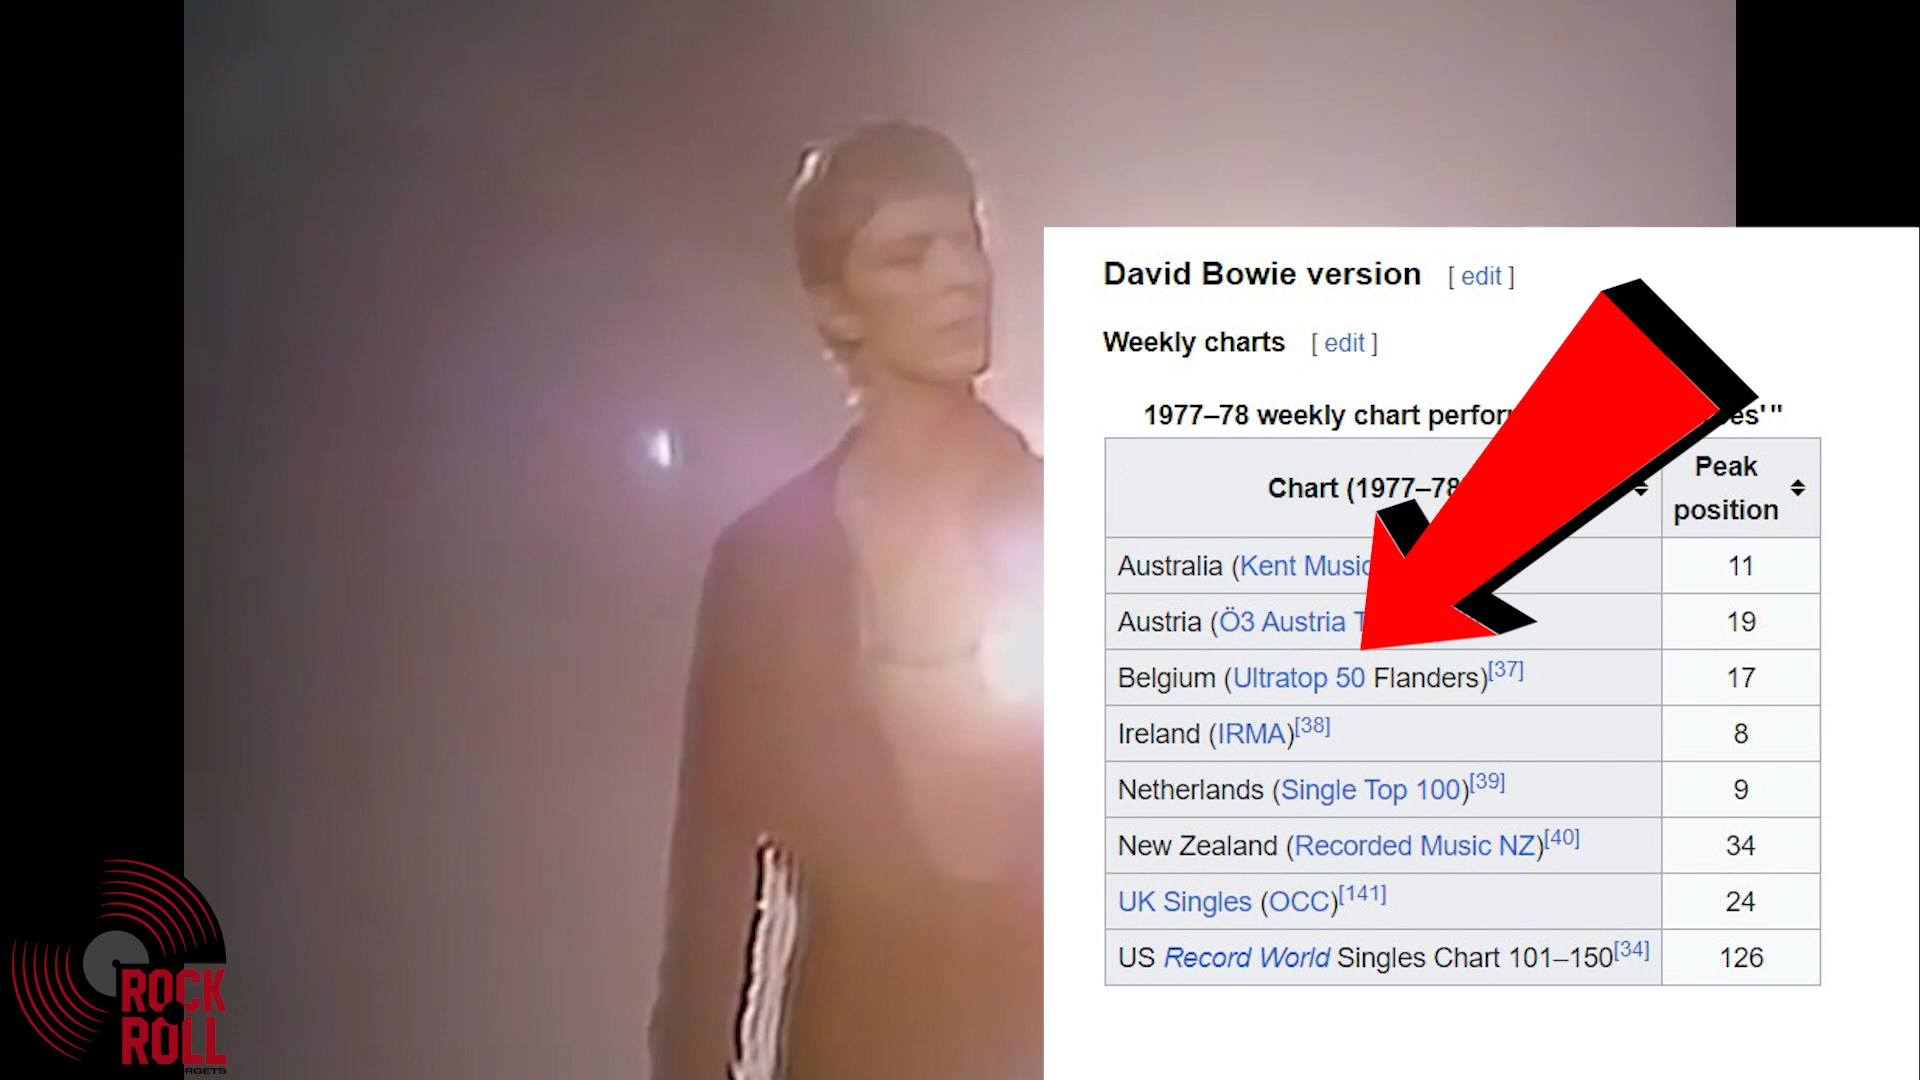 David Bowie version [ edit ]
Weekly charts [ edit ]
1977–78 weekly chart
Chart (1977–78
Peak
position
Australia (Kent Music
11
Austria (Ö3 Austria
19
Belgium (Ultratop 50 Flanders)[37]
17
Ireland (IRMA)[38]
8
Netherlands (Single Top 100)[39]
9
New Zealand (Recorded Music NZ)[40]
34
UK Singles (OCC)[141]
24
US Record World Singles Chart 101–150[34]
126
ROCK
ROLL